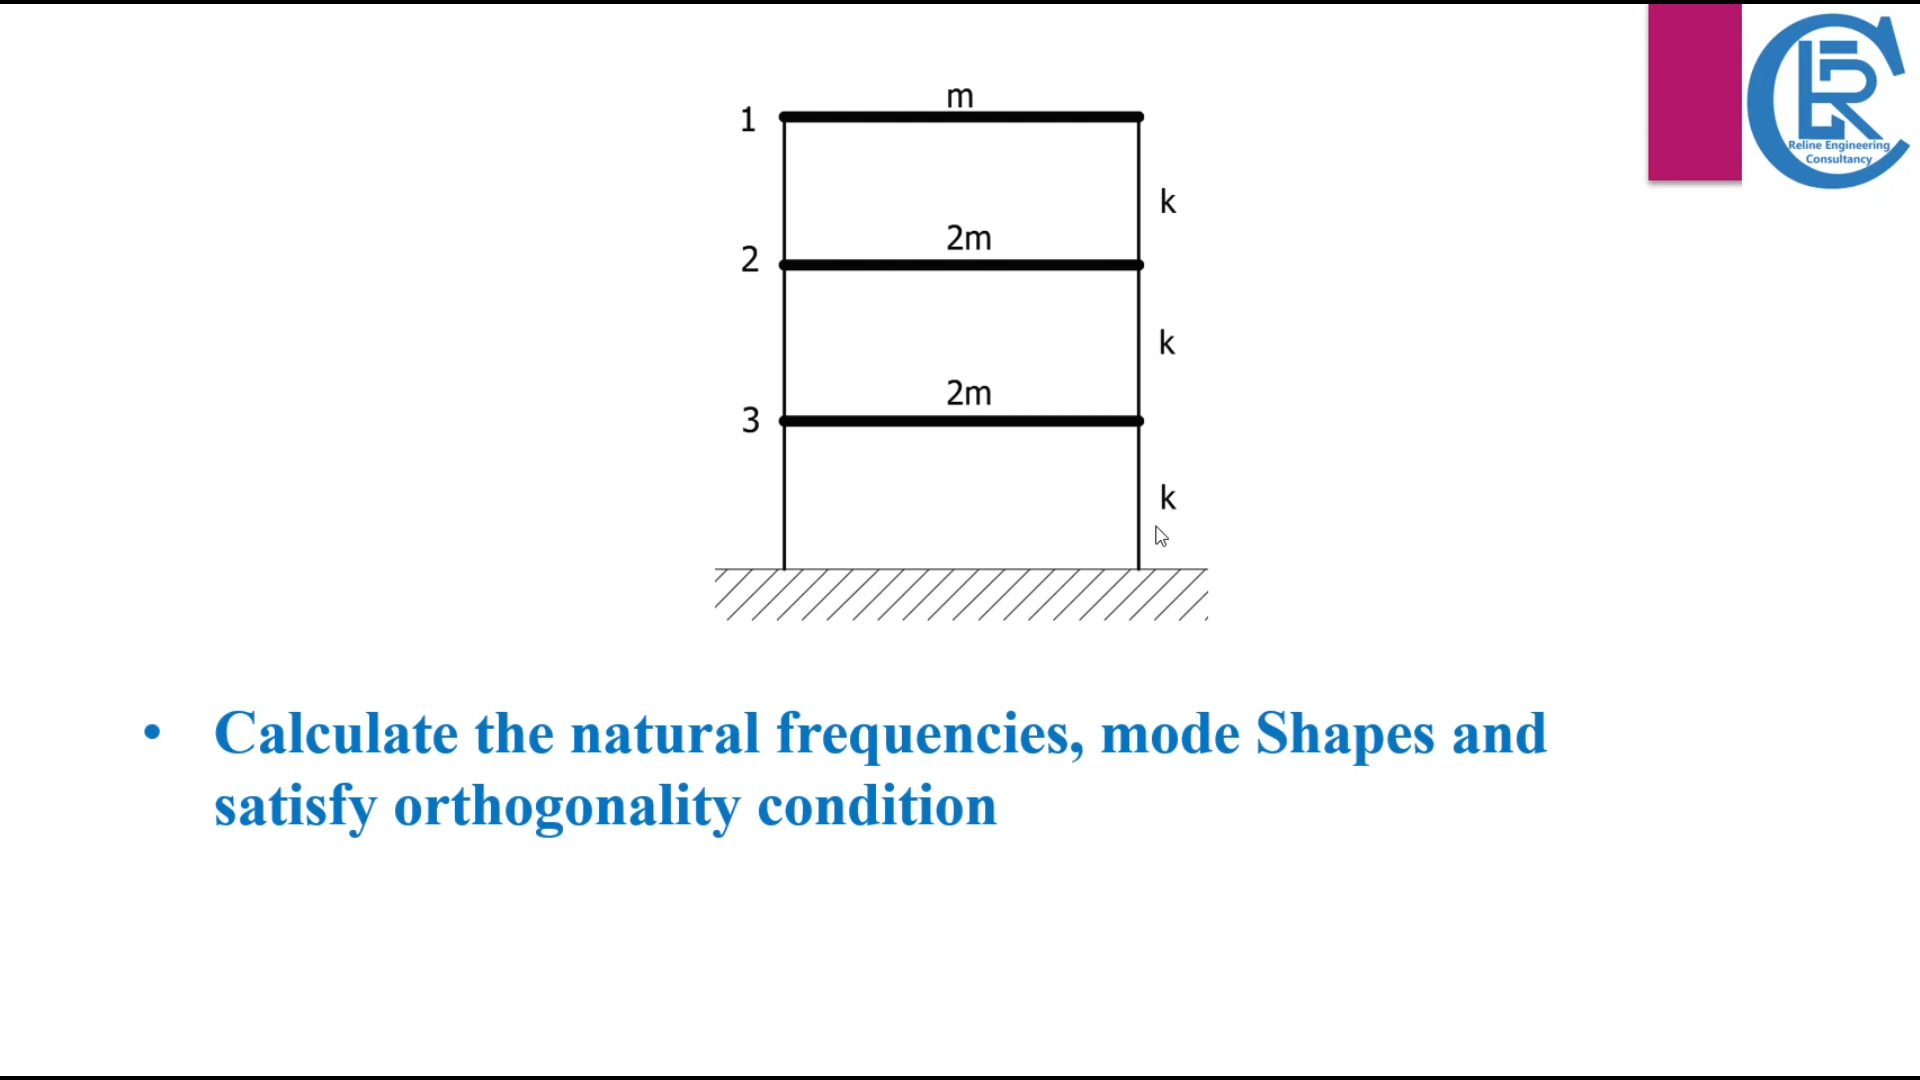 m
1
k
2m
2
k
2m
3
k
Reline Engineering
Consultancy
• Calculate the natural frequencies, mode Shapes and
satisfy orthogonality condition